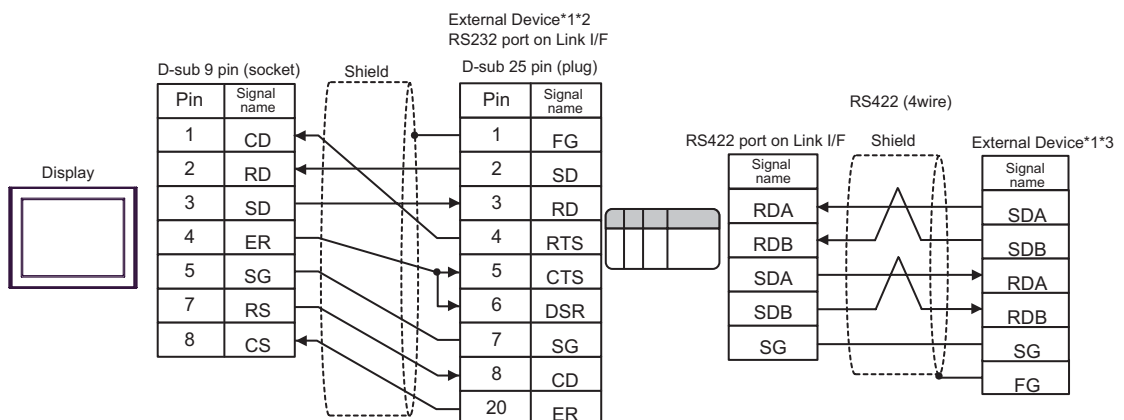 External Device*1*2
RS232 port on Link I/F
D-sub 9 pin (socket)
Shield
D-sub 25 pin (plug)
Pin Signal name
1 CD
2 RD
3 SD
4 ER
5 SG
7 RS
8 CS
Pin Signal name
1 FG
2 SD
3 RD
4 RTS
5 CTS
6 DSR
7 SG
8 CD
20 ER
Display
RS422 (4wire)
RS422 port on Link I/F
Shield
External Device*1*3
Signal name
RDA
RDB
SDA
SDB
SG
Signal name
SDA
SDB
RDA
RDB
SG
FG